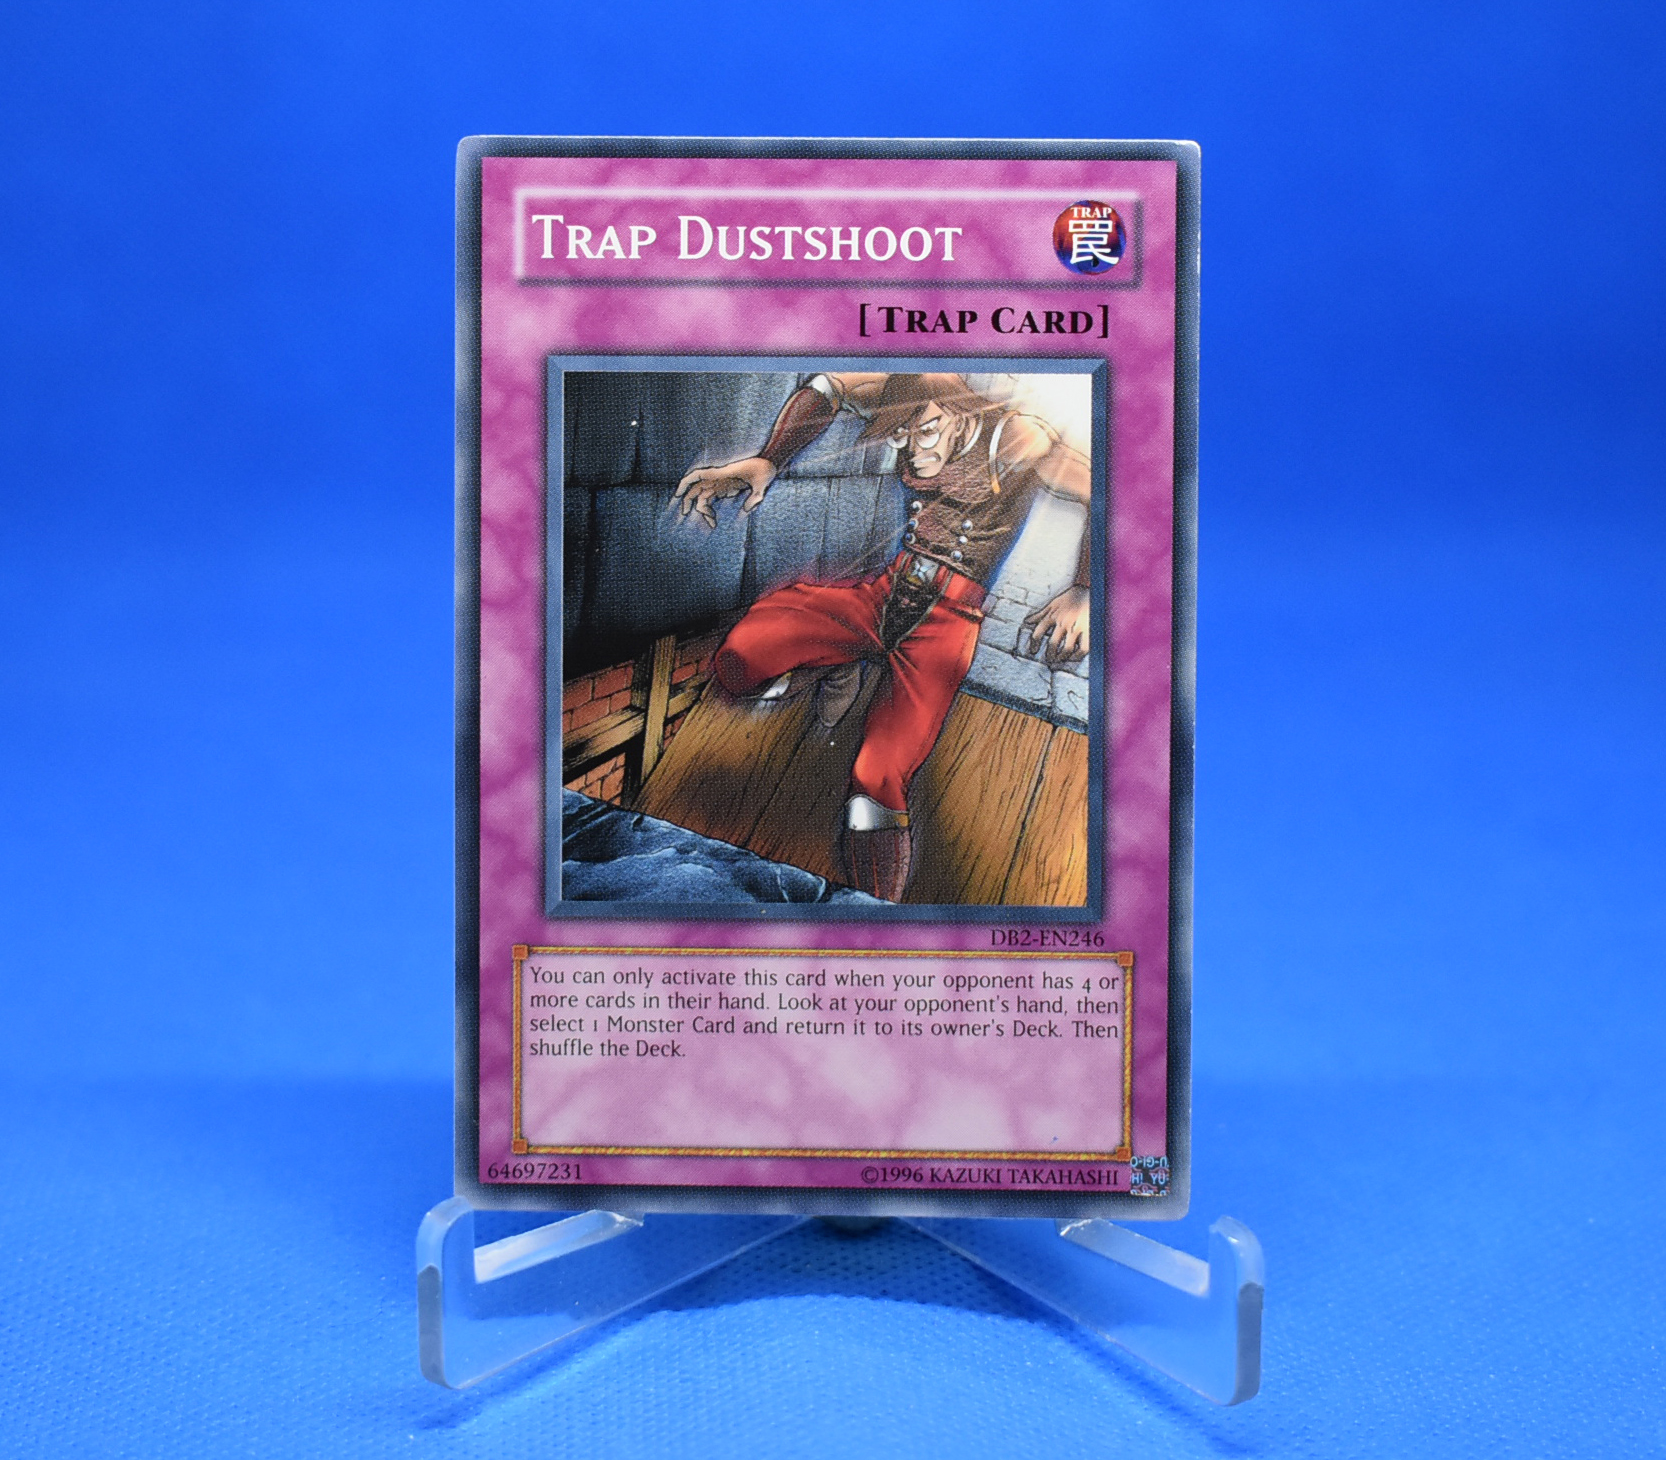 TRAP DUSTSHOOT
TRAP
罠
[TRAP CARD]
DB2-EN246
You can only activate this card when your opponent has 4 or
more cards in their hand. Look at your opponent's hand, then
select 1 Monster Card and return it to its owner's Deck. Then
shuffle the Deck.
64697231
©1996 KAZUKI TAKAHASHI